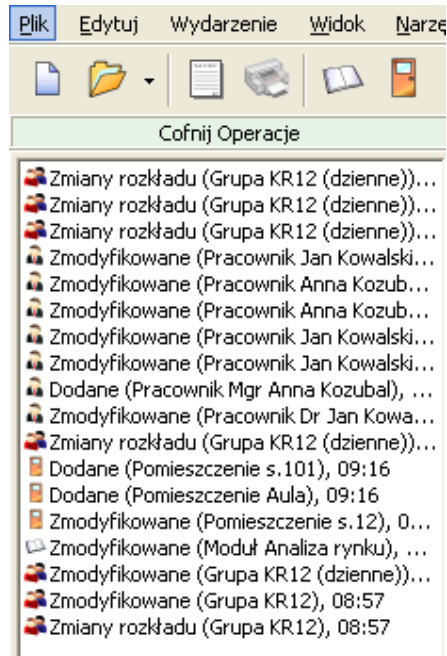 Plik Edytuj Wydarzenie Widok Narzę
Cofnij Operacje
Zmiany rozkładu (Grupa KR12 (dzienne))...
Zmiany rozkładu (Grupa KR12 (dzienne))...
Zmiany rozkładu (Grupa KR12 (dzienne))...
Zmodyfikowane (Pracownik Jan Kowalski...
Zmodyfikowane (Pracownik Anna Kozub...
Zmodyfikowane (Pracownik Anna Kozub...
Zmodyfikowane (Pracownik Jan Kowalski...
Zmodyfikowane (Pracownik Jan Kowalski...
Dodane (Pracownik Mgr Anna Kozubal), ...
Zmodyfikowane (Pracownik Dr Jan Kowa...
Zmiany rozkładu (Grupa KR12 (dzienne))...
Dodane (Pomieszczenie s.101), 09:16
Dodane (Pomieszczenie Aula), 09:16
Zmodyfikowane (Pomieszczenie s.12), 0...
Zmodyfikowane (Moduł Analiza rynku), ...
Zmodyfikowane (Grupa KR12 (dzienne))...
Zmodyfikowane (Grupa KR12), 08:57
Zmiany rozkładu (Grupa KR12), 08:57